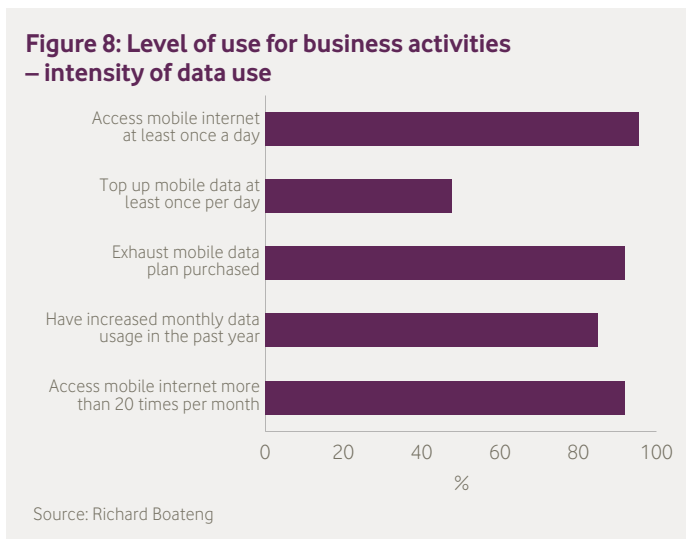 Figure 8: Level of use for business activities
– intensity of data use
Access mobile internet
at least once a day
Top up mobile data at
least once per day
Exhaust mobile data
plan purchased
Have increased monthly data
usage in the past year
Access mobile internet more
than 20 times per month
0 20 40 60 80 100
%
Source: Richard Boateng